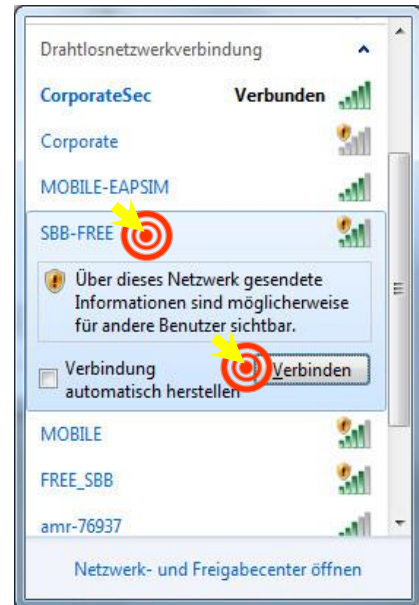 Drahtlosnetzwerkverbindung
CorporateSec Verbunden
Corporate
MOBILE-EAPSIM
SBB-FREE
Über dieses Netzwerk gesendete
Informationen sind möglicherweise
für andere Benutzer sichtbar.
Verbindung
automatisch herstellen
Verbinden
MOBILE
FREE_SBB
amr-76937
Netzwerk- und Freigabecenter öffnen